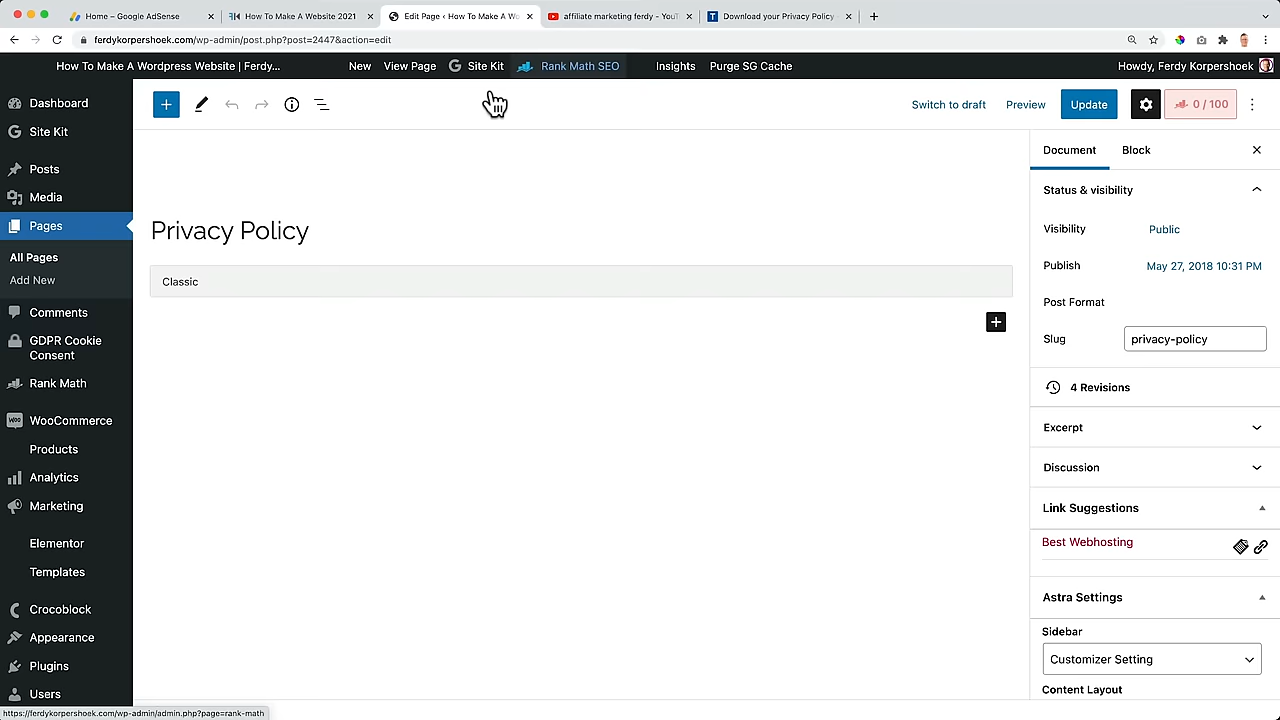 Home – Google AdSense
How To Make A Website 2021
Edit Page ‹ How To Make A Wo
affiliate marketing ferdy - YouT
Download your Privacy Policy
ferdykorpershoek.com/wp-admin/post.php?post=2447&action=edit
How To Make A Wordpress Website | Ferdy...
New
View Page
Site Kit
Rank Math SEO
Insights
Purge SG Cache
Howdy, Ferdy Korpershoek
Dashboard
Site Kit
Posts
Media
Pages
All Pages
Add New
Comments
GDPR Cookie
Consent
Rank Math
WooCommerce
Products
Analytics
Marketing
Elementor
Templates
Crocoblock
Appearance
Plugins
Users
Switch to draft
Preview
Update
0 / 100
Privacy Policy
Classic
Document
Block
Status & visibility
Visibility
Public
Publish
May 27, 2018 10:31 PM
Post Format
Slug
privacy-policy
4 Revisions
Excerpt
Discussion
Link Suggestions
Best Webhosting
Astra Settings
Sidebar
Customizer Setting
Content Layout
https://ferdykorpershoek.com/wp-admin/admin.php?page=rank-math